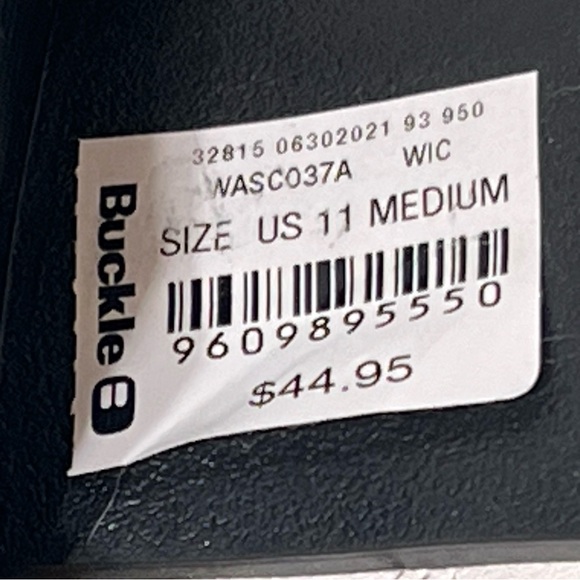 32815 06302021 93 950
WASC037A WIC
SIZE US 11 MEDIUM
9609895550
$44.95
Buckle B